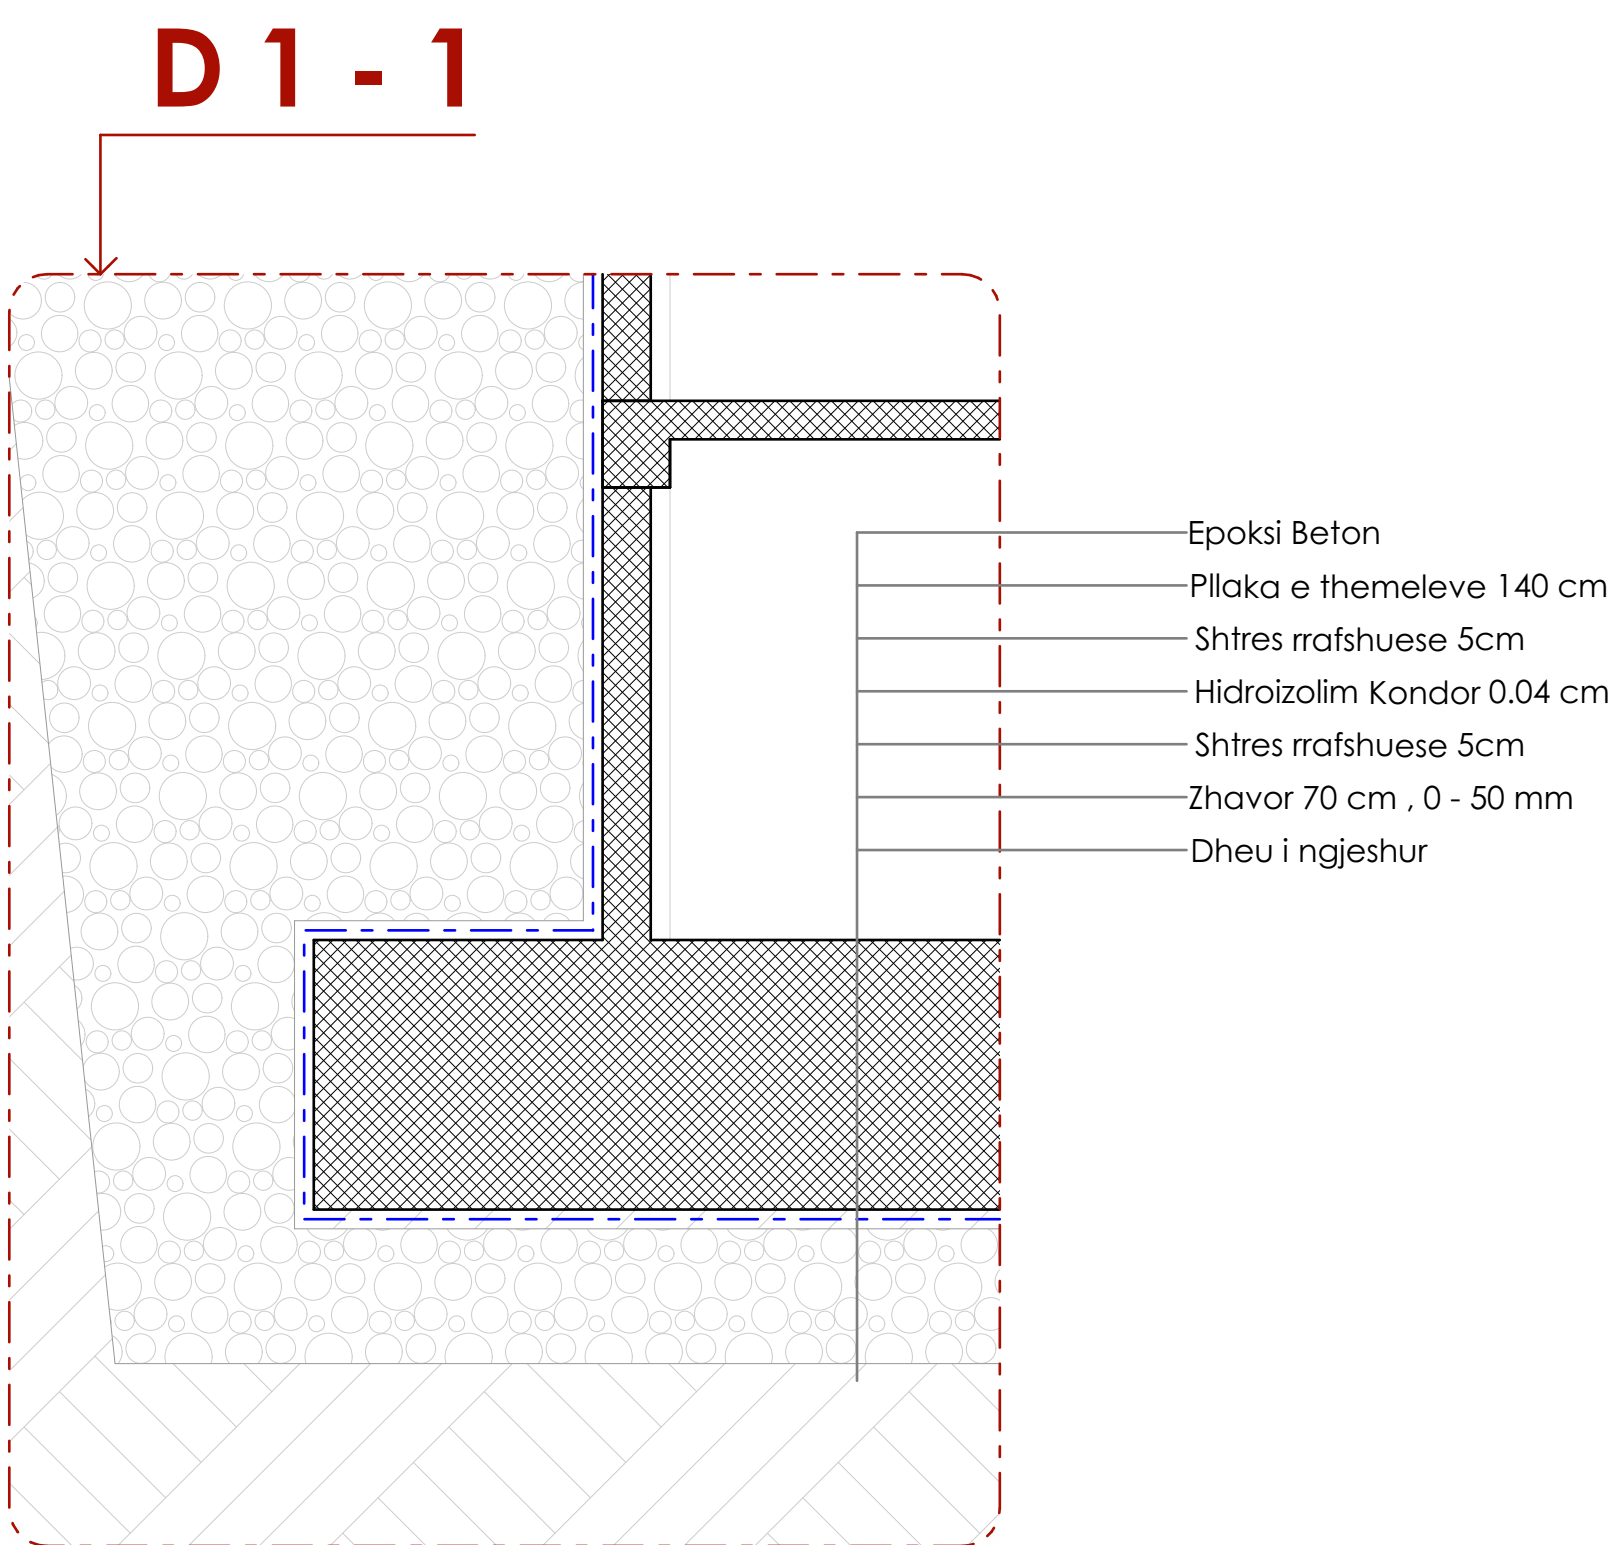 D 1 - 1
Epoksi Beton
Pllaka e themeleve 140 cm
Shtres rrafshuese 5cm
Hidroizolim Kondor 0.04 cm
Shtres rrafshuese 5cm
Zhavor 70 cm , 0 - 50 mm
Dheu i ngjeshur